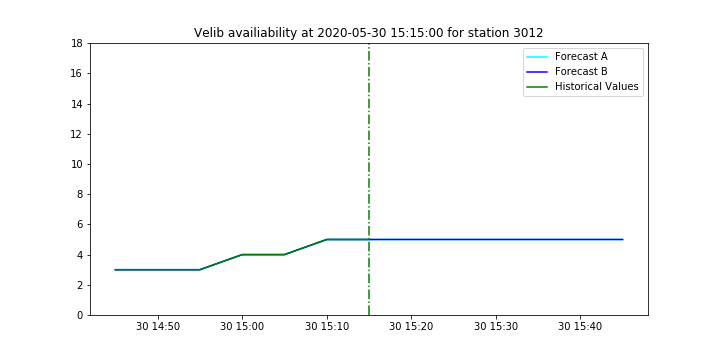 Velib availiability at 2020-05-30 15:15:00 for station 3012
18
16
14
12
10
8
6
4
2
0
Forecast A
Forecast B
Historical Values
30 14:50 30 15:00 30 15:10 30 15:20 30 15:30 30 15:40